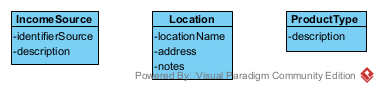 IncomeSource
-identifierSource
-description
Location
-locationName
-address
-notes
ProductType
-description
Powered By Visual Paradigm Community Edition